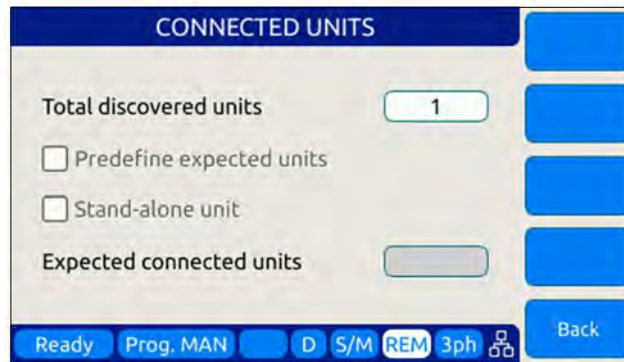 CONNECTED UNITS
Total discovered units 1
Predefine expected units
Stand-alone unit
Expected connected units
Ready Prog. MAN D S/M REM 3ph
Back